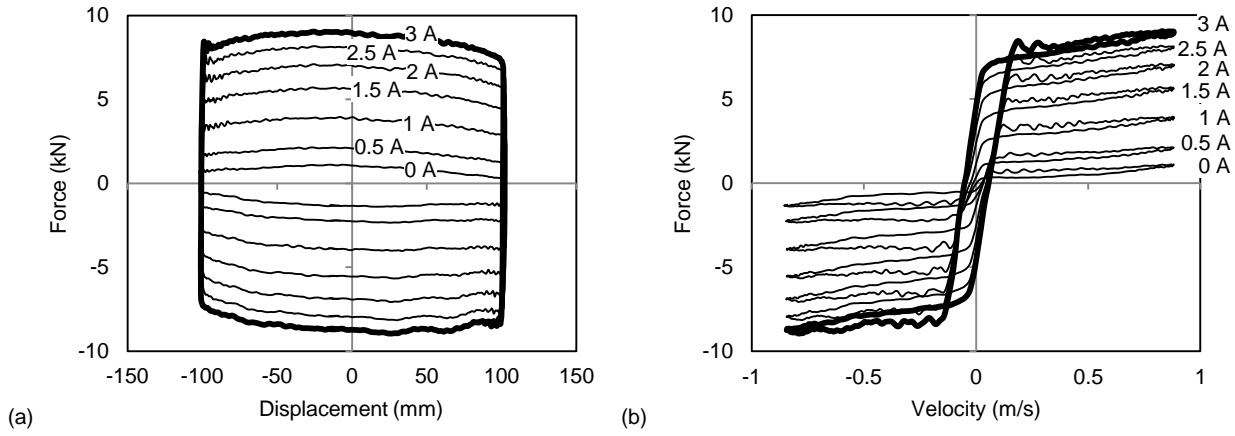 10
5
0
-5
-10
Force (kN)
3 A
2.5 A
2 A
1.5 A
1 A
0.5 A
0 A
-150 -100 -50 0 50 100 150
(a) Displacement (mm)
10
5
0
-5
-10
Force (kN)
3 A
2.5 A
2 A
1.5 A
1 A
0.5 A
0 A
-1 -0.5 0 0.5 1
(b) Velocity (m/s)